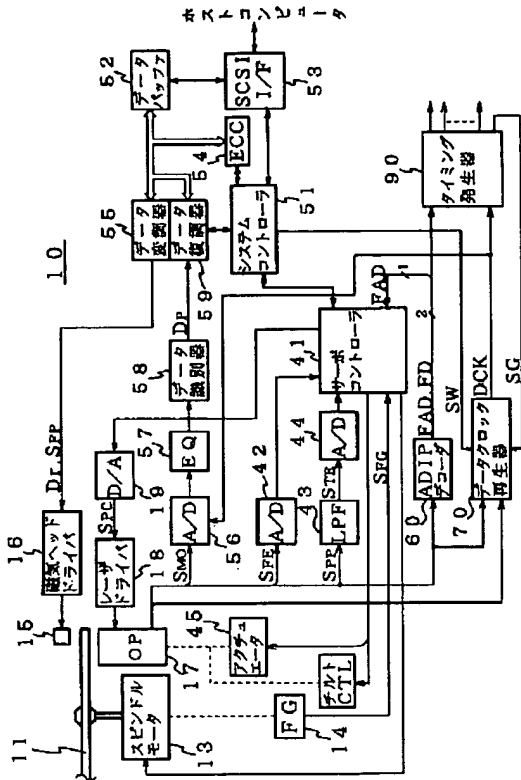 10
ホストコンピュータ
データ
バッファ
52
SCSI
I/F
53
ECC
54
データ
変調器
55
データ
復調器
59
システム
コントローラ
51
タイミング
発生器
90
Dr,SPP
磁気ヘッド
ドライバ
16
15
D/A
19
SPC
レーザ
ドライバ
18
OP
17
11
スピンドル
モータ
13
FG
14
DP
データ
識別器
58
EQ
57
A/D
56
SMO
A/D
42
SFE
LPF
43
SPP
STE
A/D
44
サーボ
コントローラ
41
FAD
1
2
アクチュ
エータ
45
チルト
CTL
SFG
ADIP
デコーダ
60
FAD,FD
データクロック
再生器
70
SW
DCK
SG